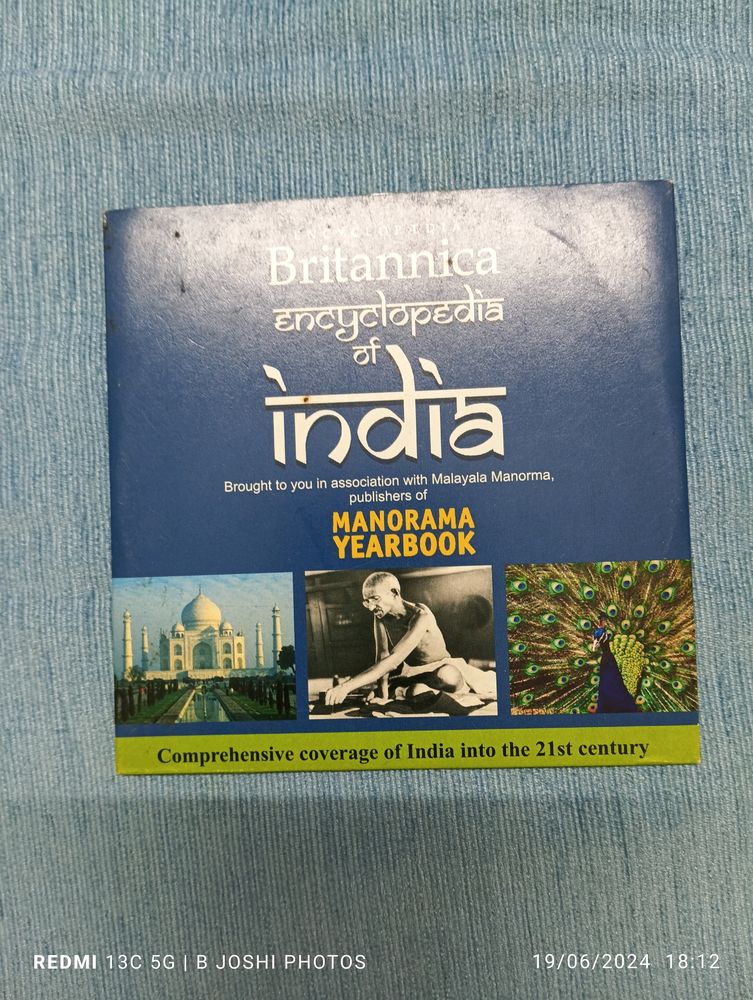 ENCYCLOPÆDIA
Britannica
encyclopedia
of
india
Brought to you in association with Malayala Manorma,
publishers of
MANORAMA
YEARBOOK
Comprehensive coverage of India into the 21st century
REDMI 13C 5G | B JOSHI PHOTOS
19/06/2024 18:12